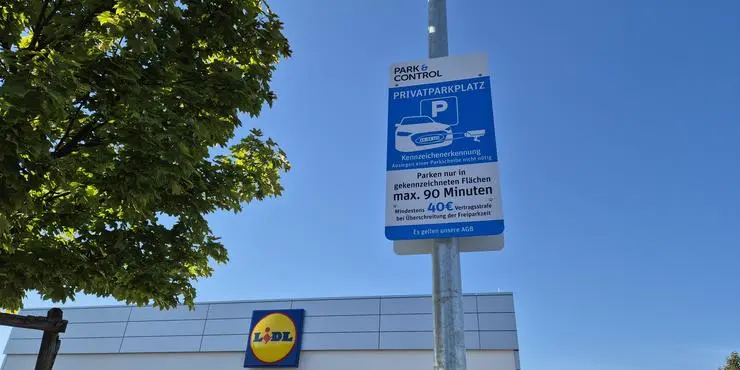 PARK &
CONTROL
PRIVATPARKPLATZ
P
Kennzeichenerkennung
Auslegen einer Parkscheibe nicht nötig
Parken nur in
gekennzeichneten Flächen
max. 90 Minuten
Mindestens 40€ Vertragsstrafe
bei Überschreitung der Freiparkzeit
Es gelten unsere AGB
LIDL